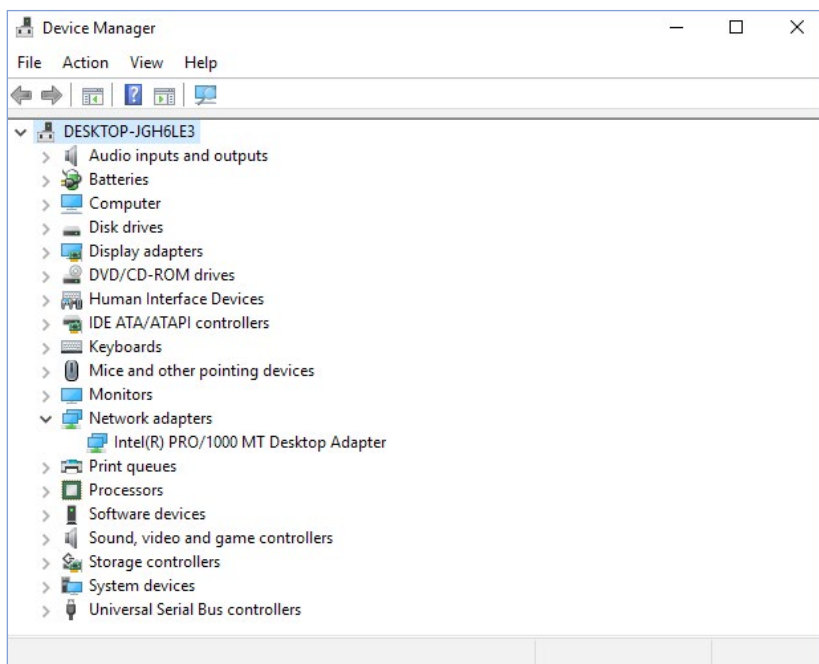 Device Manager
File Action View Help
DESKTOP-JGH6LE3
Audio inputs and outputs
Batteries
Computer
Disk drives
Display adapters
DVD/CD-ROM drives
Human Interface Devices
IDE ATA/ATAPI controllers
Keyboards
Mice and other pointing devices
Monitors
Network adapters
Intel(R) PRO/1000 MT Desktop Adapter
Print queues
Processors
Software devices
Sound, video and game controllers
Storage controllers
System devices
Universal Serial Bus controllers